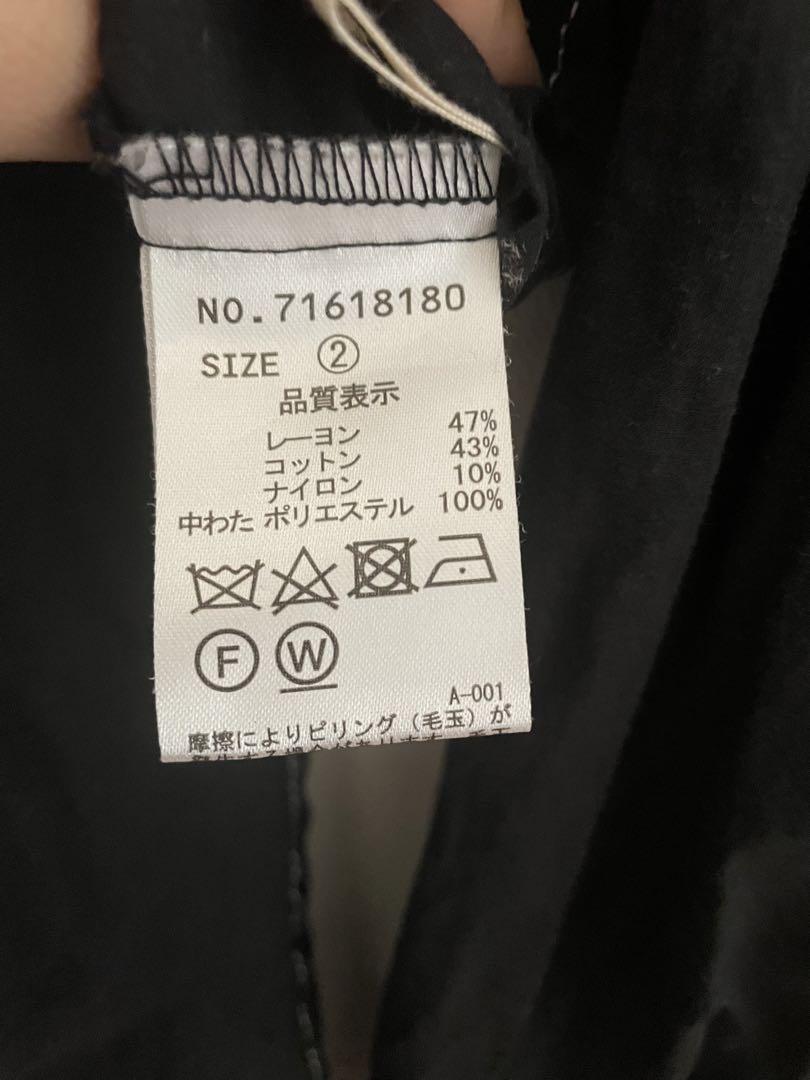 NO.71618180
SIZE ②
品質表示
レーヨン 47%
コットン 43%
ナイロン 10%
中わた ポリエステル 100%
F W
A-001
摩擦によりピリング(毛玉)が